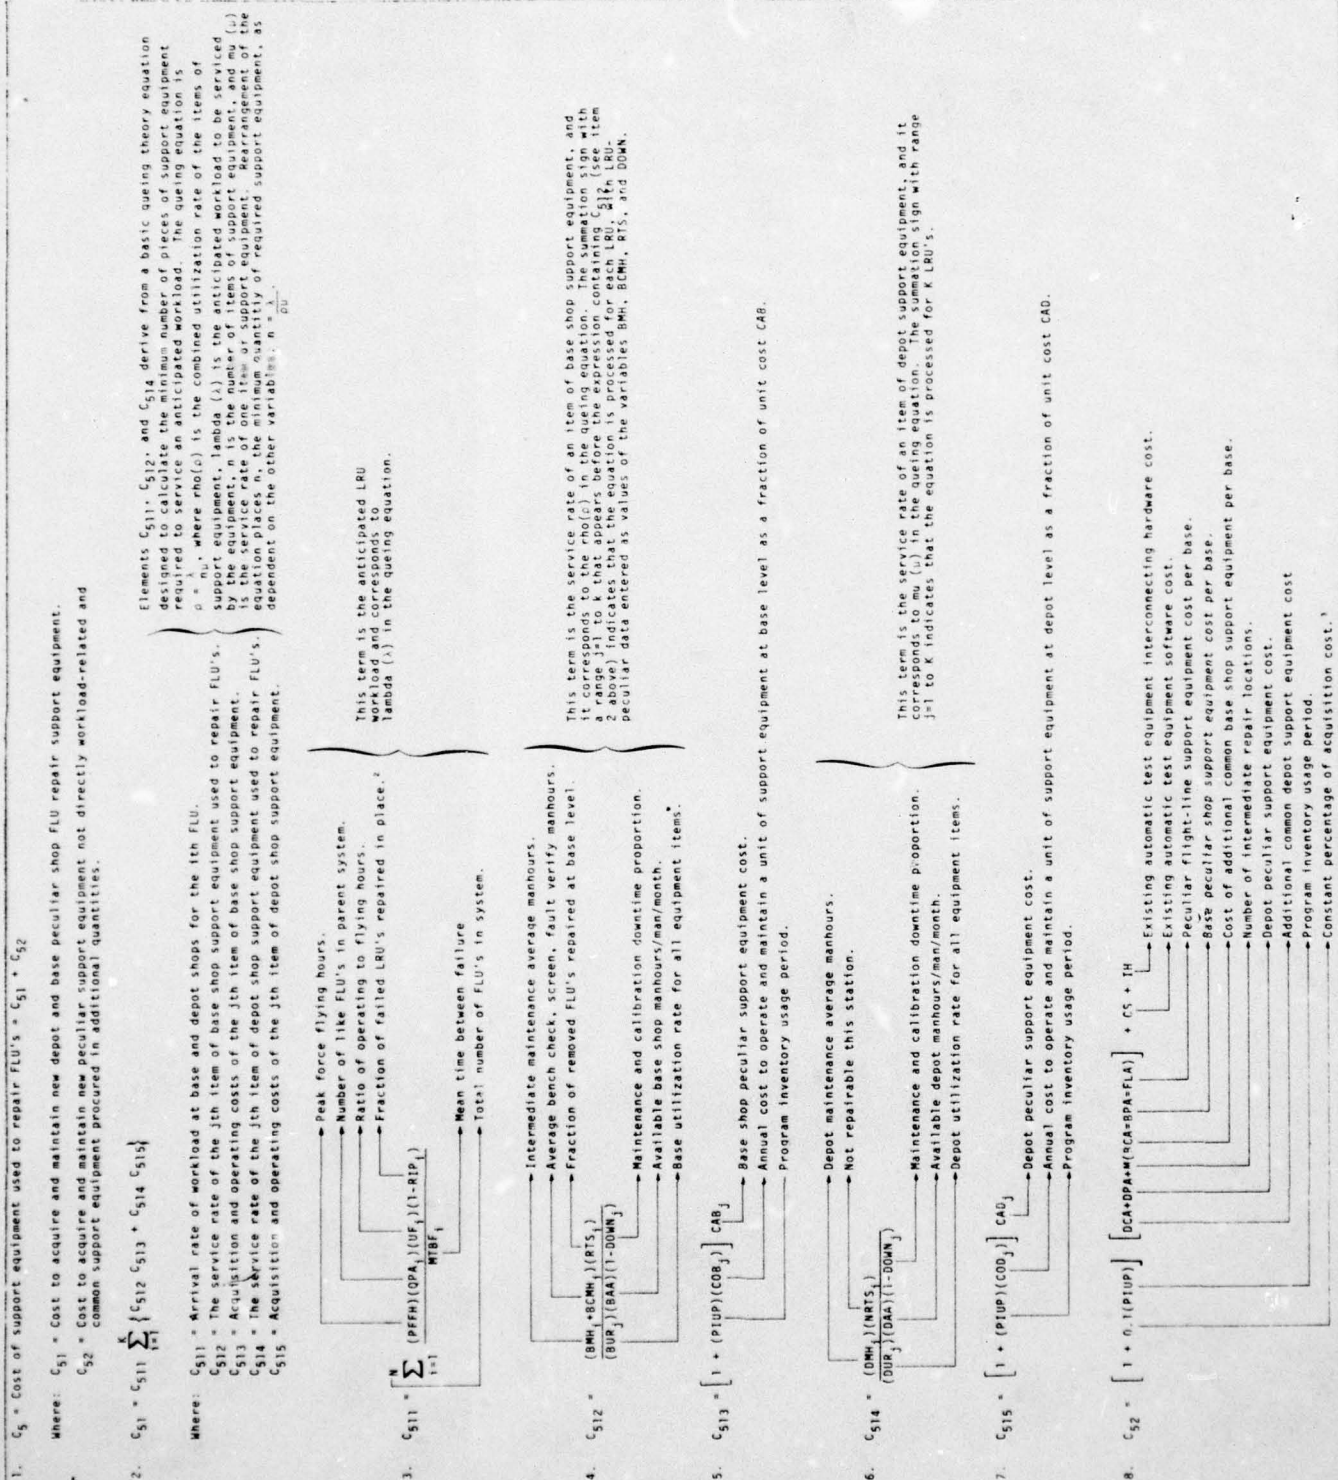 1. C51 = Cost of support equipment used to repair FLU's = C51 + C52
Where: C51 = Cost to acquire and maintain new depot and base peculiar shop FLU repair support equipment.
C52 = Cost to acquire and maintain new peculiar support equipment not directly workload-related and
common support equipment procured in additional quantities.
2. C51 = C511 K∑i=1 {C512 C513 + C514 C515}
Where: C511 = Arrival rate of workload at base and depot shops for the ith FLU.
C512 = The service rate of the jth item of base shop support equipment used to repair FLU's.
C513 = Acquisition and operating costs of the jth item of base shop support equipment.
C514 = The service rate of the jth item of depot shop support equipment used to repair FLU's.
C515 = Acquisition and operating costs of the jth item of depot shop support equipment.
Elements C511, C512, and C514 derive from a basic queing theory equation
designed to calculate the minimum number of pieces of support equipment
required to service an anticipated workload. The queing equation is
ρ = λ/nμ, where rho(ρ) is the combined utilization rate of the items of
support equipment, lambda (λ) is the anticipated workload to be serviced
by the equipment, n is the number of items of support equipment, and mu (μ)
is the service rate of one item of support equipment. Rearrangement of the
equation places n, the minimum quantity of required support equipment, as
dependent on the other variables, n = λ/ρμ
3. C511 = [N∑i=1 (PFFH)(QPAi)(UFi)(1-RIPi)
MTBFi
Peak force flying hours.
Number of like FLU's in parent system.
Ratio of operating to flying hours.
Fraction of failed LRU's repaired in place.²
Mean time between failure
Total number of FLU's in system.
This term is the anticipated LRU
workload and corresponds to
lambda (λ) in the queing equation.
4. C512 = (BMHi+BCMHi)(RTSi)
(BURj)(BAA)(1-DOWNj)
Intermediate maintenance average manhours.
Average bench check, screen, fault verify manhours.
Fraction of removed FLU's repaired at base level.
Maintenance and calibration downtime proportion.
Available base shop manhours/man/month.
Base utilization rate for all equipment items.
This term is the service rate of an item of base shop support equipment, and
it corresponds to the rho(ρ) in the queing equation. The summation sign with
a range j=1 to k that appears before the expression containing C512 (see item
2 above) indicates that the equation is processed for each LRU, with LRU-
peculiar data entered as values of the variables BMH, BCMH, RTS, and DOWN.
5. C513 = [1 + (PIUP)(COBj)] CABj
Base shop peculiar support equipment cost.
Annual cost to operate and maintain a unit of support equipment at base level as a fraction of unit cost CAB.
Program inventory usage period.
6. C514 = (DMHi)(NRTSi)
(DURj)(DAA)(1-DOWNj)
Depot maintenance average manhours.
Not repairable this station.
Maintenance and calibration downtime proportion.
Available depot manhours/man/month.
Depot utilization rate for all equipment items.
This term is the service rate of an item of depot support equipment, and it
corresponds to mu (μ) in the queing equation. The summation sign with range
j=1 to K indicates that the equation is processed for K LRU's.
7. C515 = [1 + (PIUP)(CODj)] CADj
Depot peculiar support equipment cost.
Annual cost to operate and maintain a unit of support equipment at depot level as a fraction of unit cost CAD.
Program inventory usage period.
8. C52 = [1 + 0.1(PIUP)] [DCA+DPA+M(BCA=BPA=FLA)] + CS + IH
Existing automatic test equipment interconnecting hardware cost.
Existing automatic test equipment software cost.
Peculiar flight-line support equipment cost per base.
Base peculiar shop support equipment cost per base.
Cost of additional common base shop support equipment per base.
Number of intermediate repair locations.
Depot peculiar support equipment cost.
Additional common depot support equipment cost
Program inventory usage period.
Constant percentage of acquisition cost.³